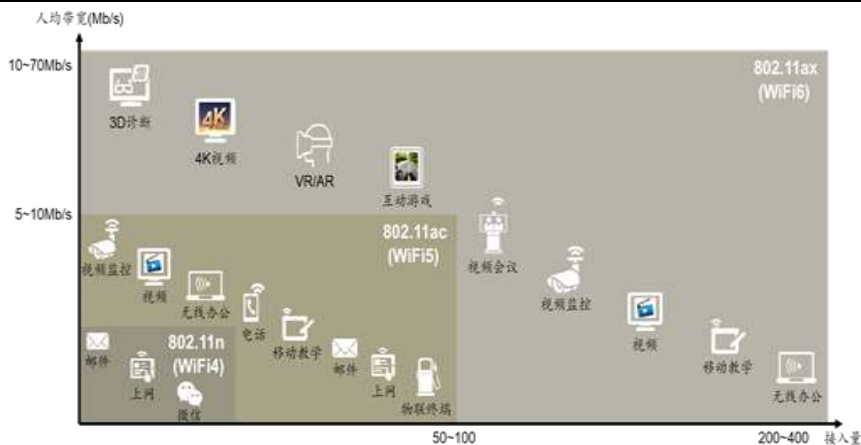 人均带宽(Mb/s)
10~70Mb/s
802.11ax
(WiFi6)
3D诊断
4K
4K视频
VR/AR
互动游戏
5~10Mb/s
802.11ac
(WiFi5)
视频会议
视频监控
视频
无线办公
电话
移动教学
邮件
上网
物联终端
视频监控
视频
移动教学
无线办公
802.11n
(WiFi4)
邮件
上网
微信
50~100
200~400
接入量